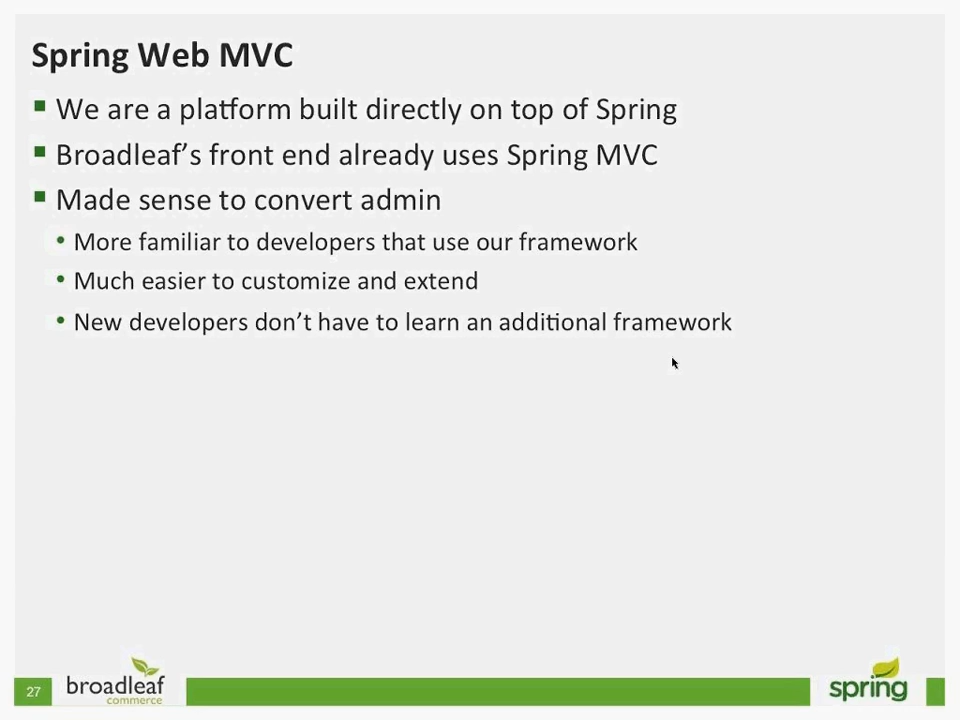 Spring Web MVC
We are a platform built directly on top of Spring
Broadleaf’s front end already uses Spring MVC
Made sense to convert admin
More familiar to developers that use our framework
Much easier to customize and extend
New developers don’t have to learn an additional framework
27
broadleaf
commerce
spring